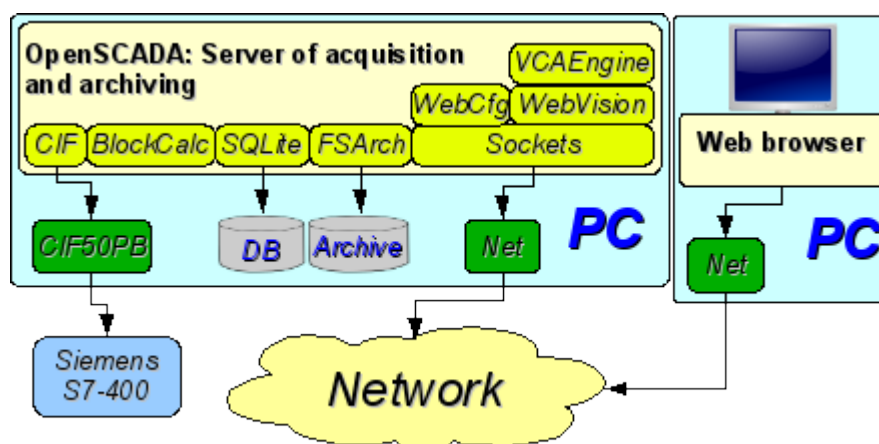 OpenSCADA: Server of acquisition
and archiving
VCAEngine
WebCfg
WebVision
CIF
BlockCalc
SQLite
FSArch
Sockets
CIF50PB
DB
Archive
Net
PC
Web browser
Net
PC
Siemens
S7-400
Network